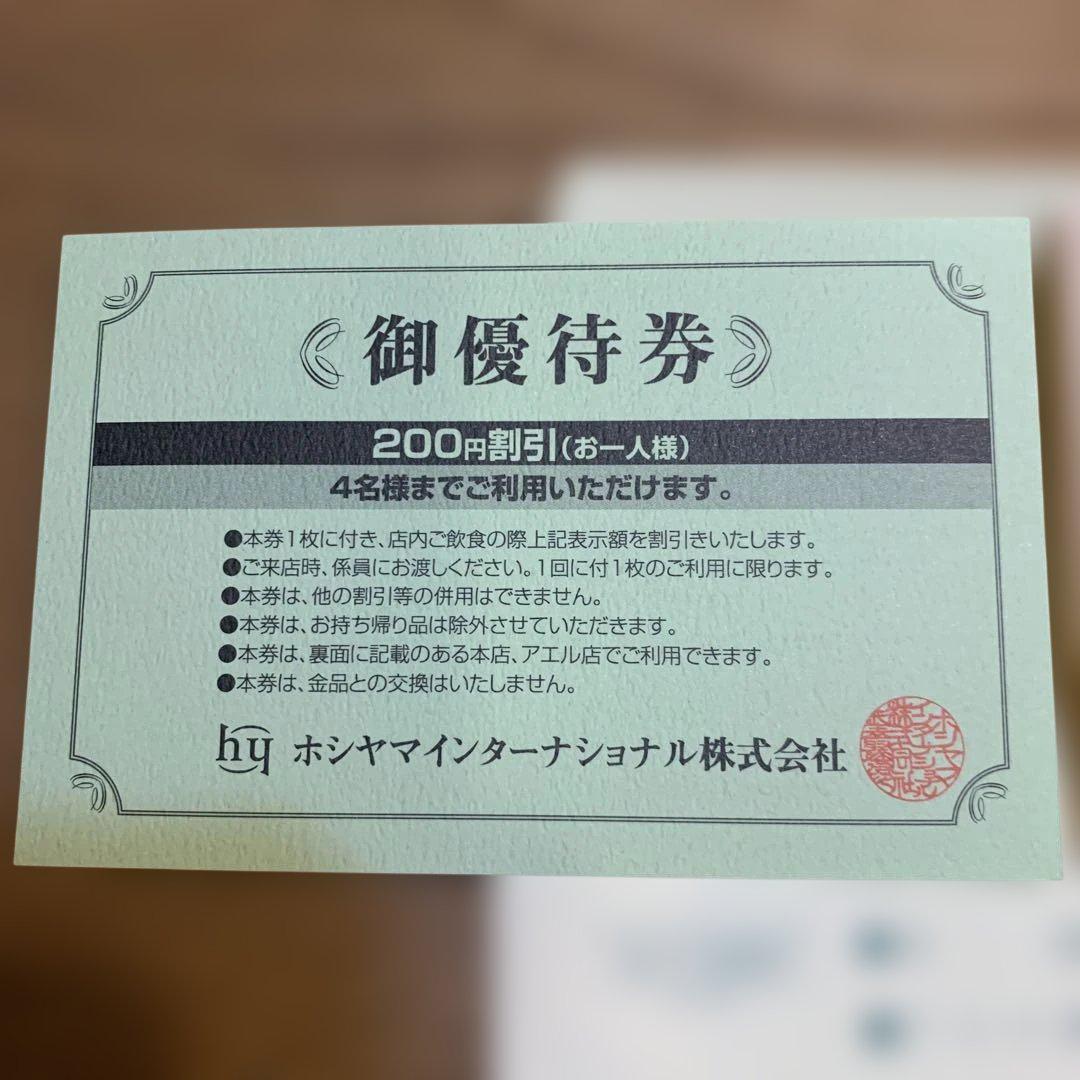 御優待券
200円割引(お一人様)
4名様までご利用いただけます。
●本券1枚に付き、店内ご飲食の際上記表示額を割引きいたします。
●ご来店時、係員にお渡しください。1回に付1枚のご利用に限ります。
●本券は、他の割引等の併用はできません。
●本券は、お持ち帰り品は除外させていただきます。
●本券は、裏面に記載のある本店、アエル店でご利用できます。
●本券は、金品との交換はいたしません。
hy ホシヤマインターナショナル株式会社